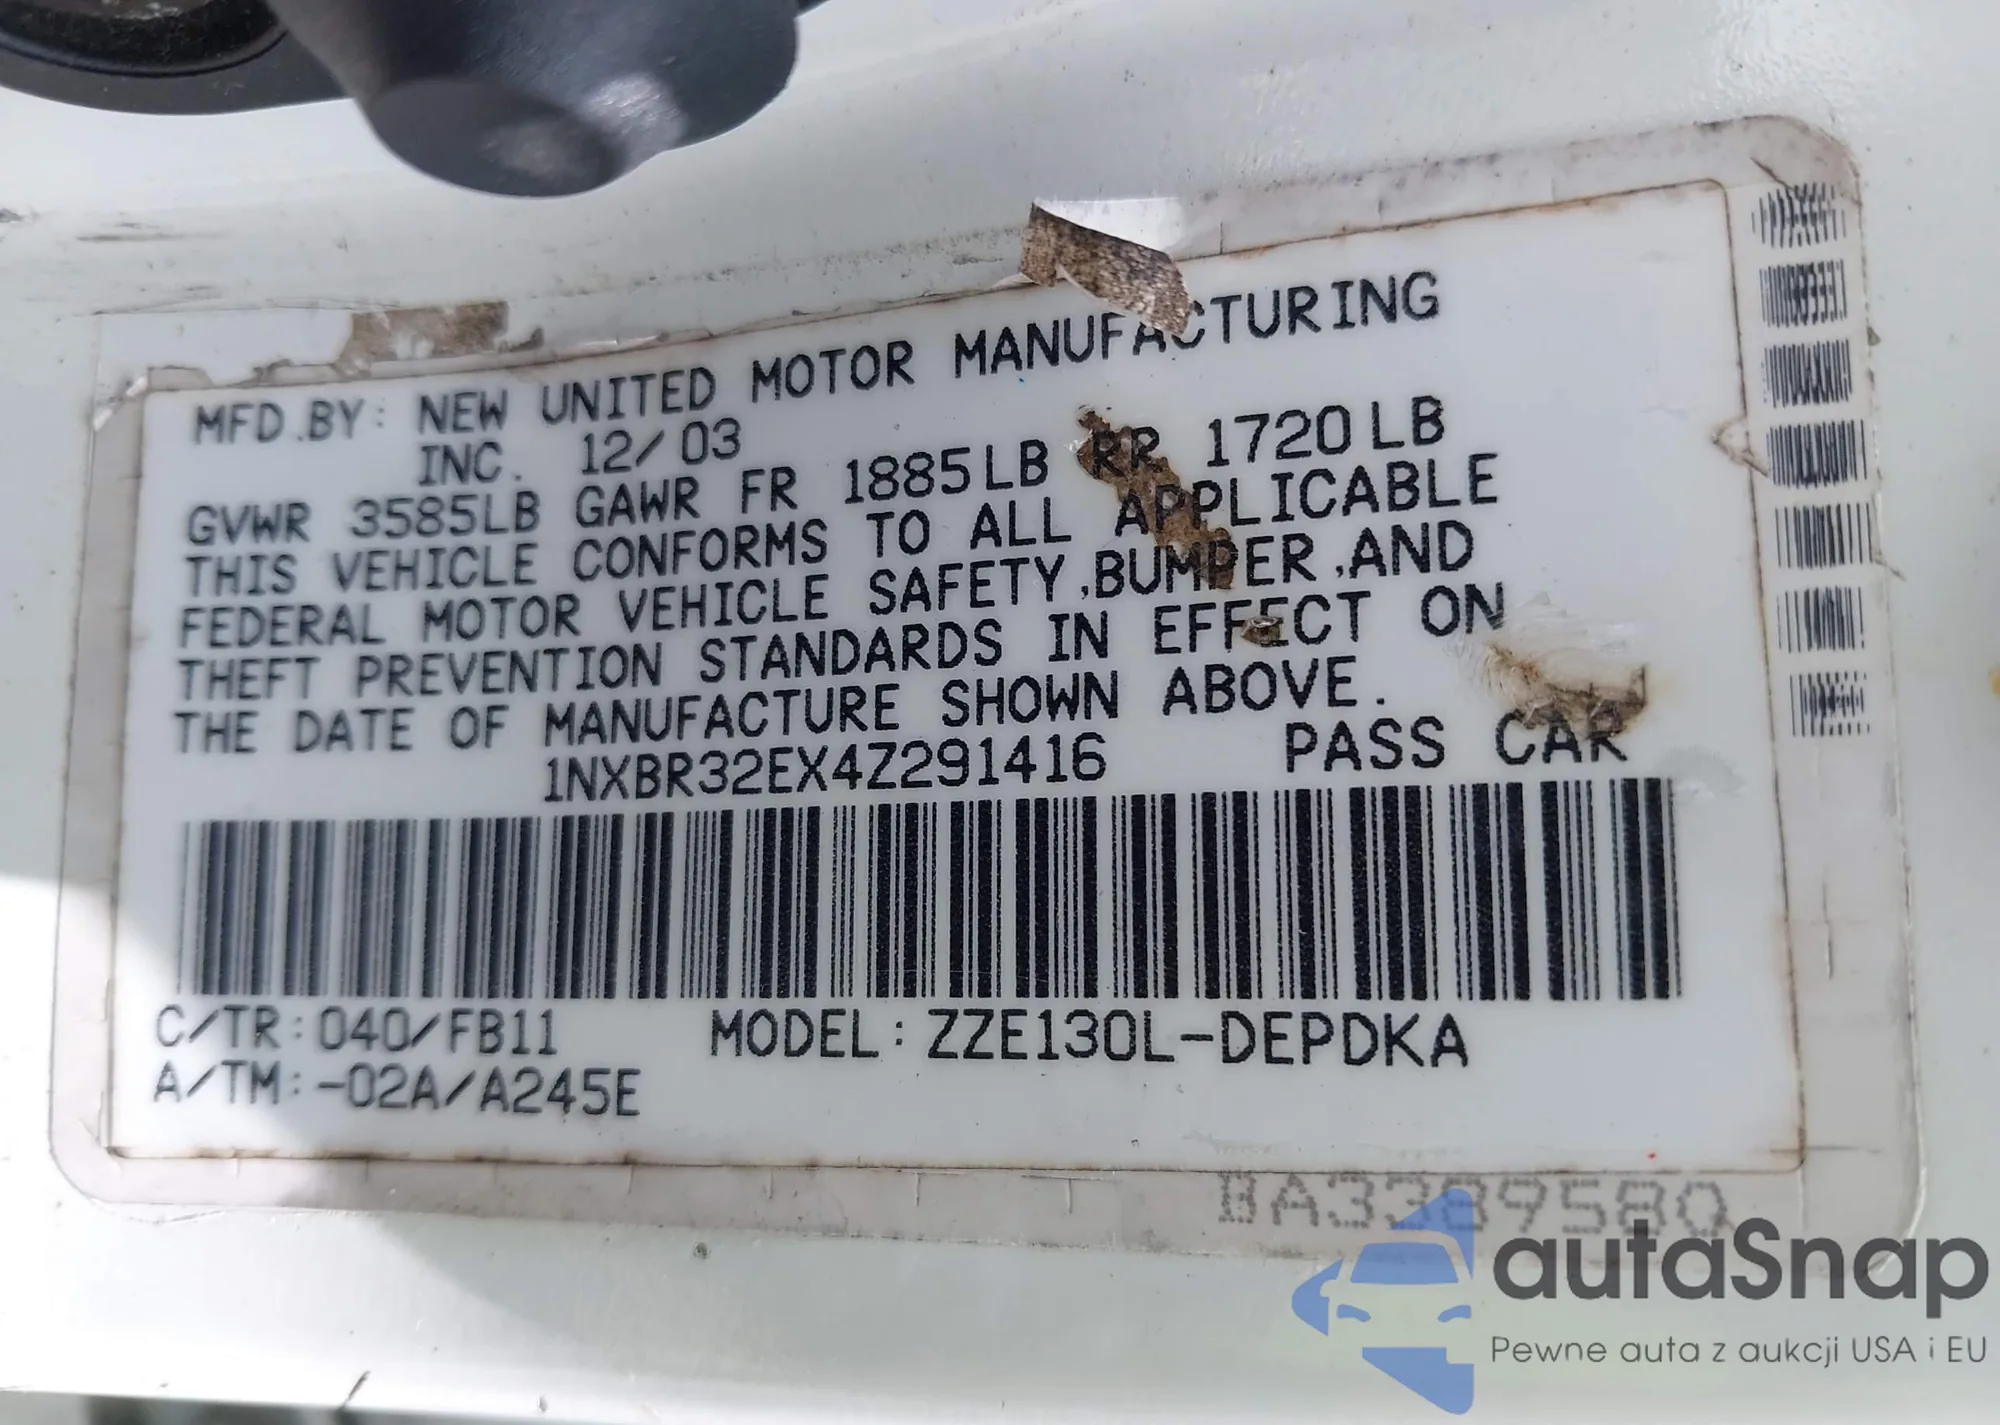 MFD.BY: NEW UNITED MOTOR MANUFACTURING
INC. 12/03
GVWR 3585LB GAWR FR 1885LB RR 1720LB
THIS VEHICLE CONFORMS TO ALL APPLICABLE
FEDERAL MOTOR VEHICLE SAFETY,BUMPER,AND
THEFT PREVENTION STANDARDS IN EFFECT ON
THE DATE OF MANUFACTURE SHOWN ABOVE.
1NXBR32EX4Z291416 PASS CAR
C/TR:040/FB11 MODEL:ZZE130L-DEPDKA
A/TM:-02A/A245E
BA3389580
autaSnap
Pewne auta z aukcji USA i EU